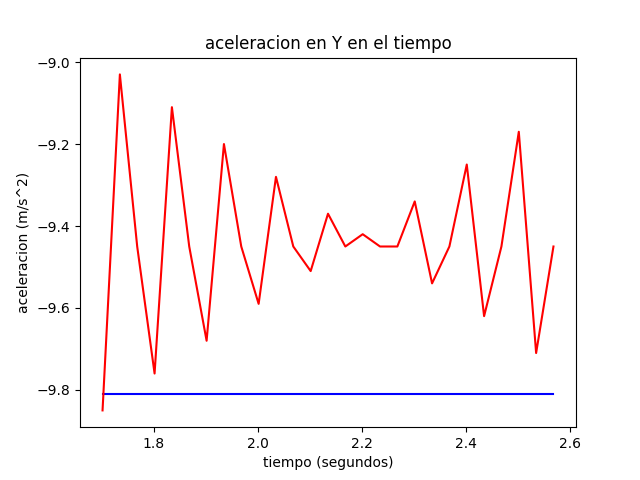 aceleracion en Y en el tiempo
aceleracion (m/s^2)
−9.0
−9.2
−9.4
−9.6
−9.8
1.8 2.0 2.2 2.4 2.6
tiempo (segundos)